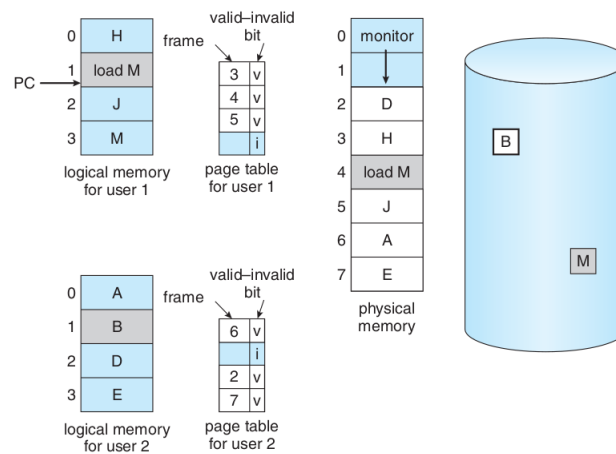 valid–invalid
bit
frame
0 H
1 load M
PC
2 J
3 M
logical memory
for user 1
3 v
4 v
5 v
i
page table
for user 1
0 monitor
1
2 D
3 H
4 load M
5 J
6 A
7 E
physical
memory
B
M
0 A
1 B
2 D
3 E
logical memory
for user 2
valid–invalid
bit
frame
6 v
i
2 v
7 v
page table
for user 2